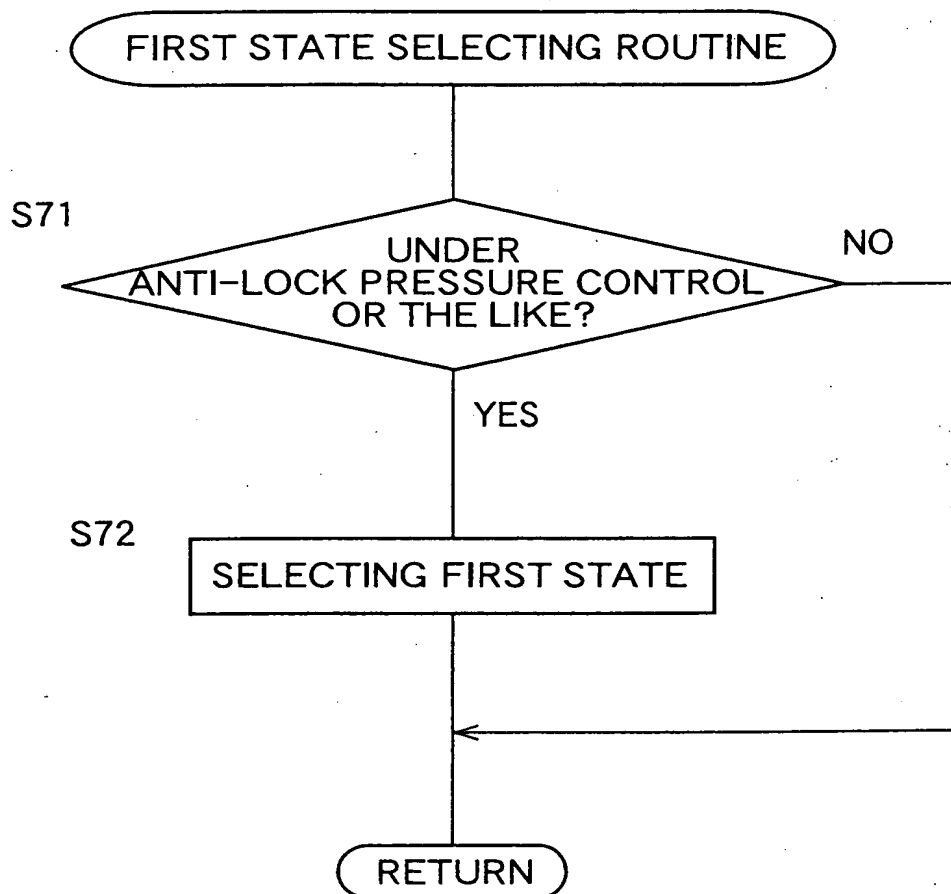 FIRST STATE SELECTING ROUTINE
S71
UNDER
ANTI-LOCK PRESSURE CONTROL
OR THE LIKE?
NO
YES
S72
SELECTING FIRST STATE
RETURN